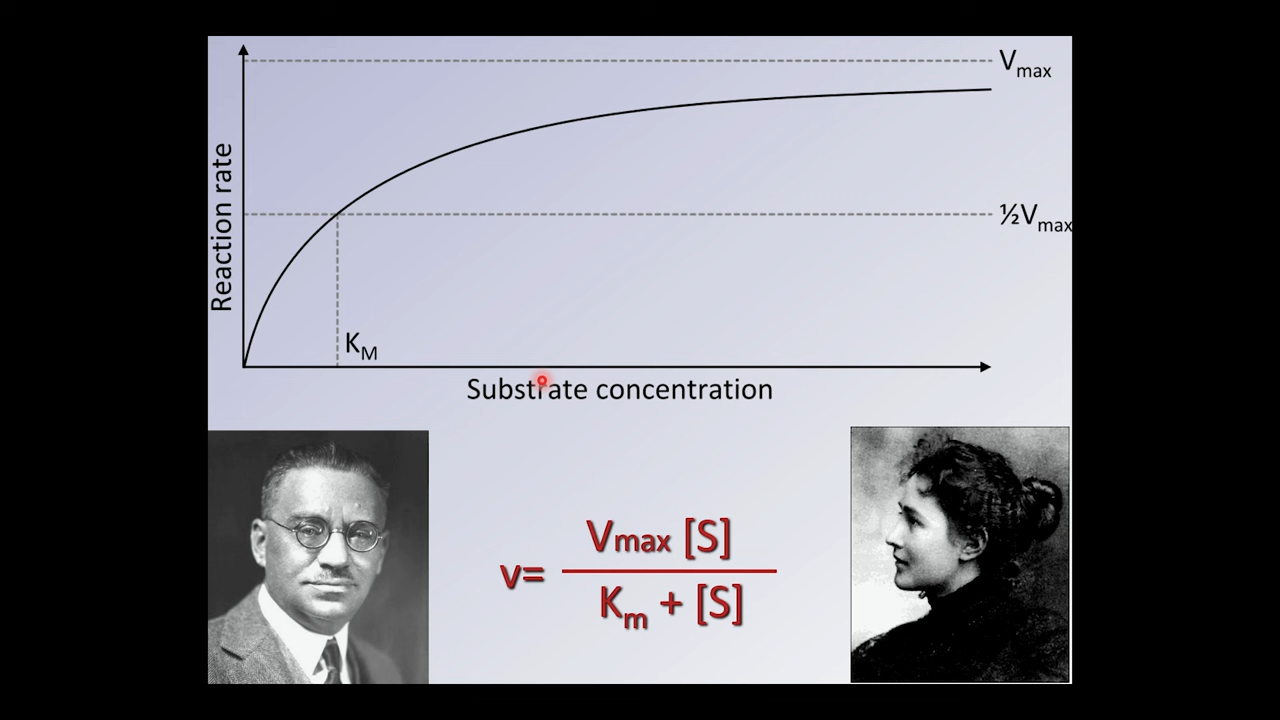 Vmax
Reaction rate
½Vmax
KM
Substrate concentration
Vmax [S]
v=
Km + [S]